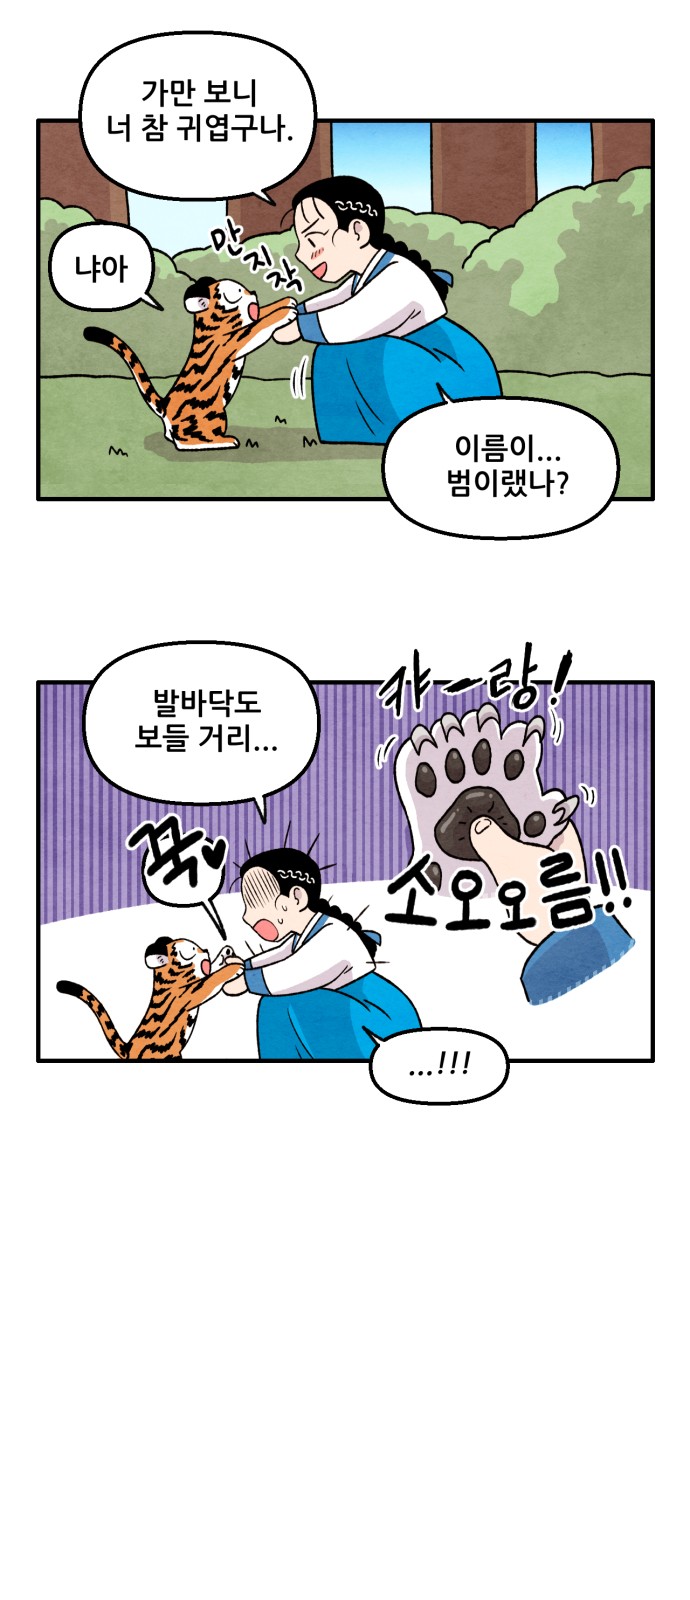 가만 보니
너 참 귀엽구나.
냐아
만지작
이름이...
범이랬나?
발바닥도
보들 거리...
캬-랑!
꾹♥
소오오름!!
...!!!